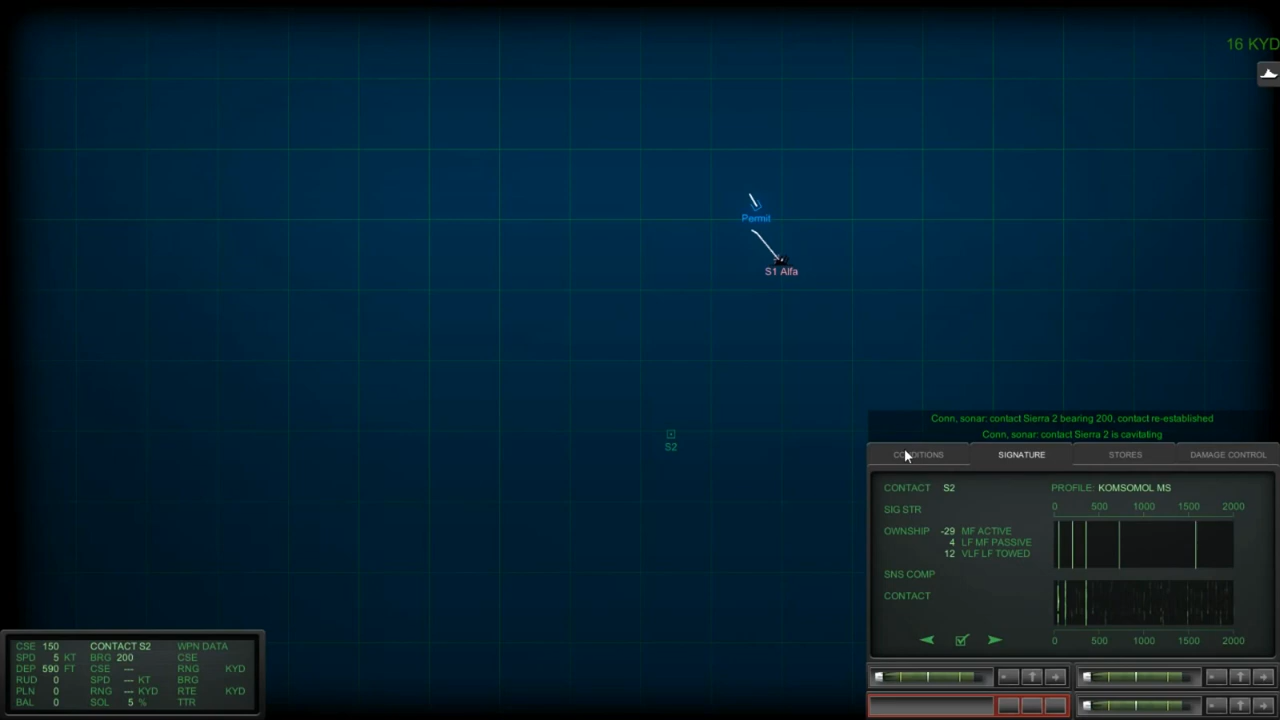 16 KYD
Permit
S1 Alfa
S2
Conn, sonar: contact Sierra 2 bearing 200, contact re-established
Conn, sonar: contact Sierra 2 is cavitating
CONDITIONS SIGNATURE STORES DAMAGE CONTROL
CONTACT S2 PROFILE: KOMSOMOL MS
SIG STR 0 500 1000 1500 2000
OWNSHIP -29 MF ACTIVE
4 LF MF PASSIVE
12 VLF LF TOWED
SNS COMP
CONTACT
0 500 1000 1500 2000
CSE 150 CONTACT S2 WPN DATA
SPD 5 KT BRG 200 CSE
DEP 590 FT CSE --- RNG KYD
RUD 0 SPD --- KT BRG
PLN 0 RNG --- KYD RTE KYD
BAL 0 SOL 5 % TTR